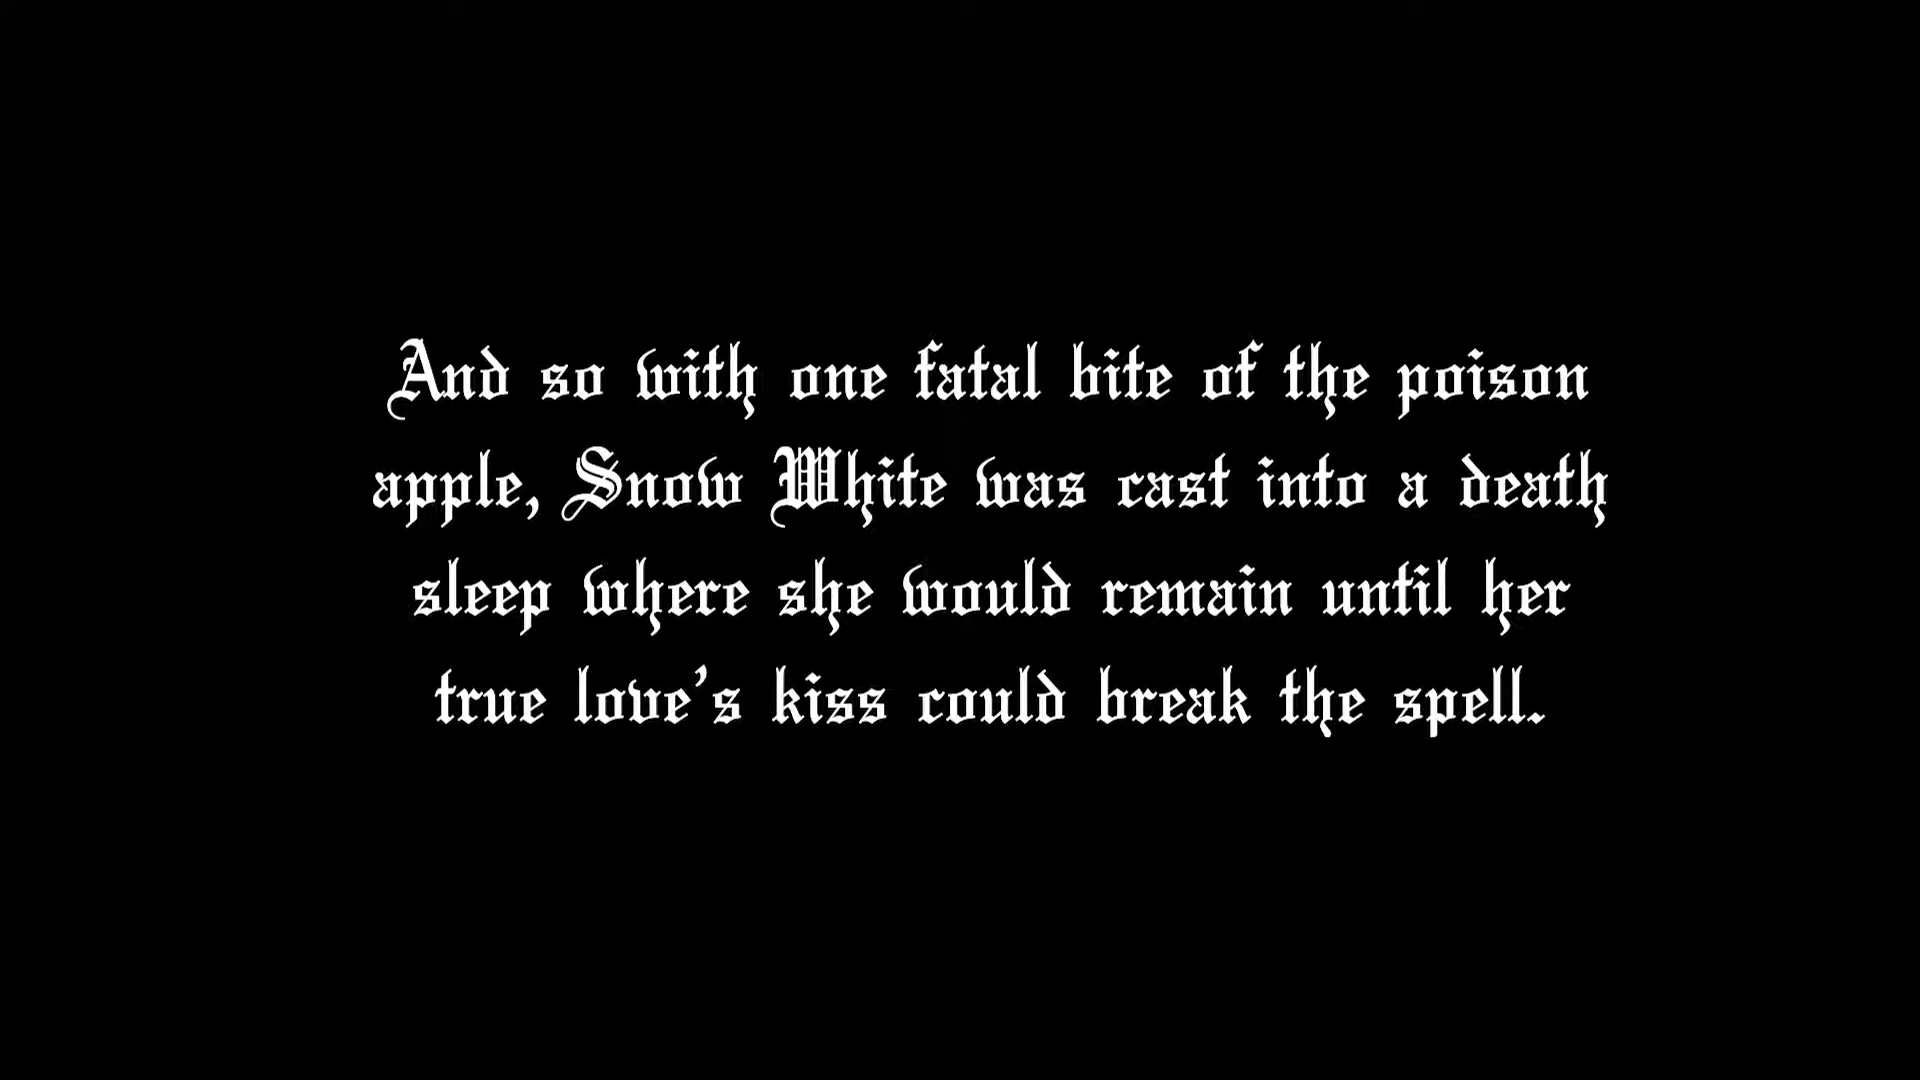 And so with one fatal bite of the poison
apple, Snow White was cast into a death
sleep where she would remain until her
true love's kiss could break the spell.